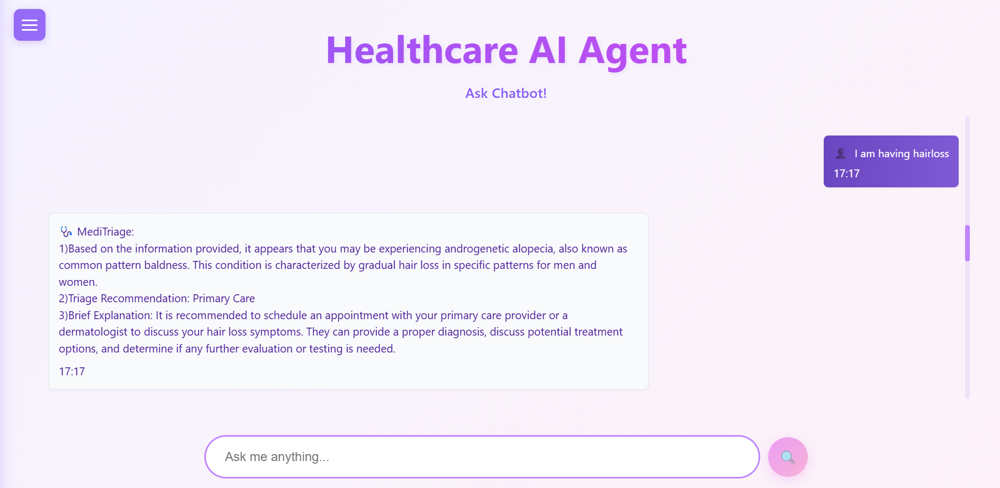 Healthcare AI Agent
Ask Chatbot!
I am having hairloss
17:17
MediTriage:
1)Based on the information provided, it appears that you may be experiencing androgenetic alopecia, also known as
common pattern baldness. This condition is characterized by gradual hair loss in specific patterns for men and
women.
2)Triage Recommendation: Primary Care
3)Brief Explanation: It is recommended to schedule an appointment with your primary care provider or a
dermatologist to discuss your hair loss symptoms. They can provide a proper diagnosis, discuss potential treatment
options, and determine if any further evaluation or testing is needed.
17:17
Ask me anything...